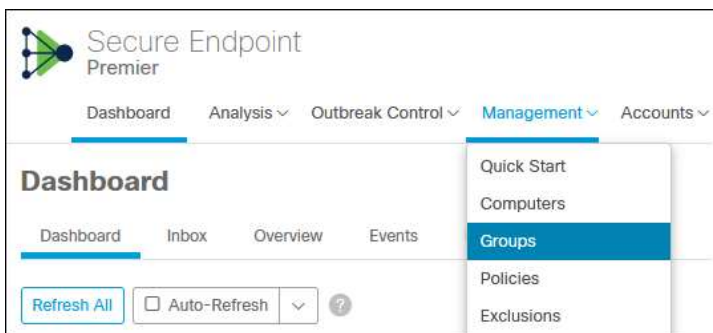 Secure Endpoint
Premier
Dashboard Analysis Outbreak Control Management Accounts
Dashboard
Quick Start
Computers
Dashboard Inbox Overview Events
Groups
Policies
Refresh All Auto-Refresh ?
Exclusions